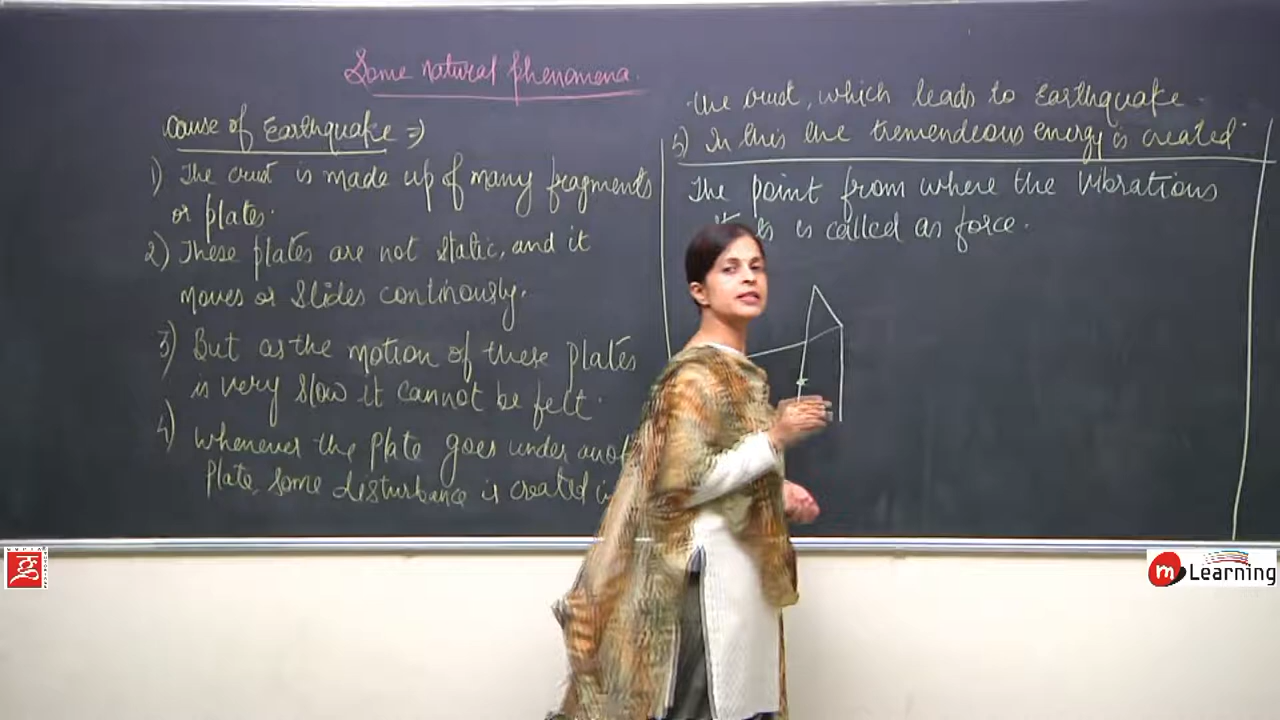 Some natural phenomena.
Cause of Earthquake ⇒
1) The crust is made up of many fragments
or plates.
2) These plates are not static, and it
moves or slides continously.
3) But as the motion of these plates
is very slow it cannot be felt.
4) Whenever the plate goes under anot
plate, some disturbance is created in
the crust, which leads to Earthquake.
5) In this the tremendeous energy is created.
The point from where the vibrations
is called as force.
m Learning